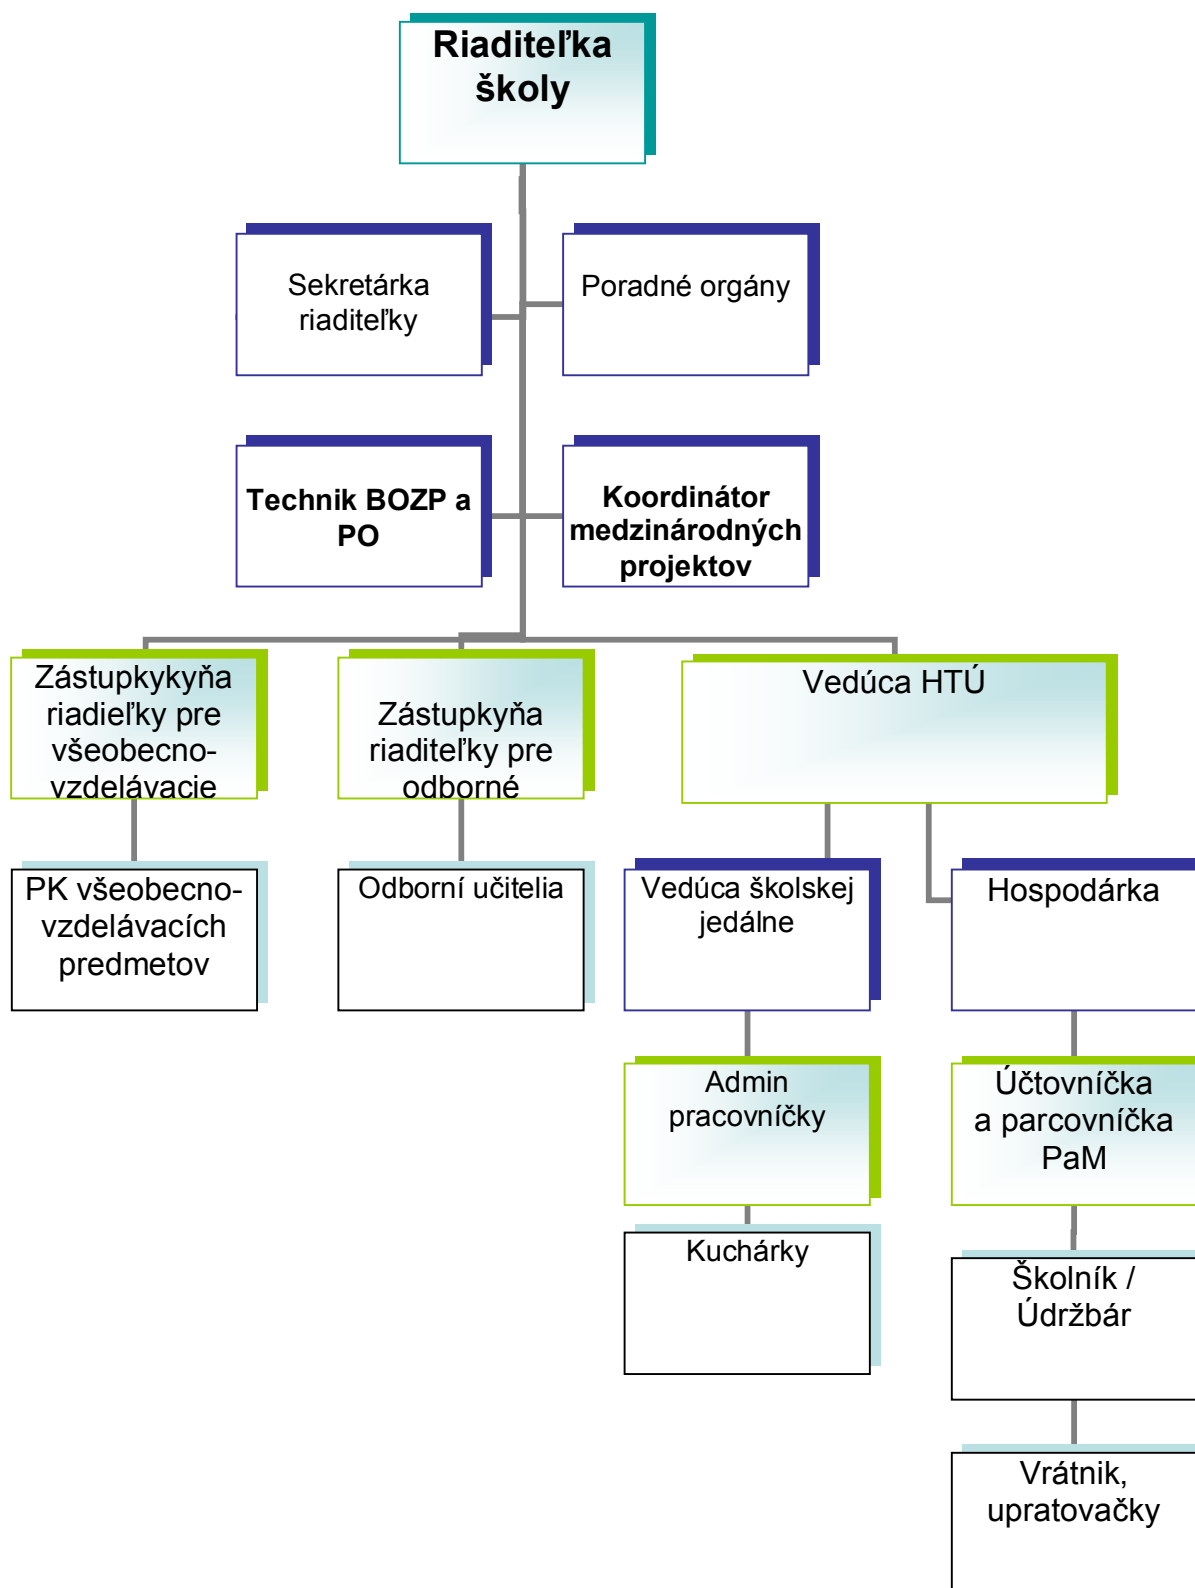 Riaditeľka
školy
Sekretárka
riaditeľky
Poradné orgány
Technik BOZP a
PO
Koordinátor
medzinárodných
projektov
Zástupkykyňa
riadieľky pre
všeobecno-
vzdelávacie
Zástupkyňa
riaditeľky pre
odborné
Vedúca HTÚ
PK všeobecno-
vzdelávacích
predmetov
Odborní učitelia
Vedúca školskej
jedálne
Hospodárka
Admin
pracovníčky
Účtovníčka
a parcovníčka
PaM
Kuchárky
Školník /
Údržbár
Vrátnik,
upratovačky